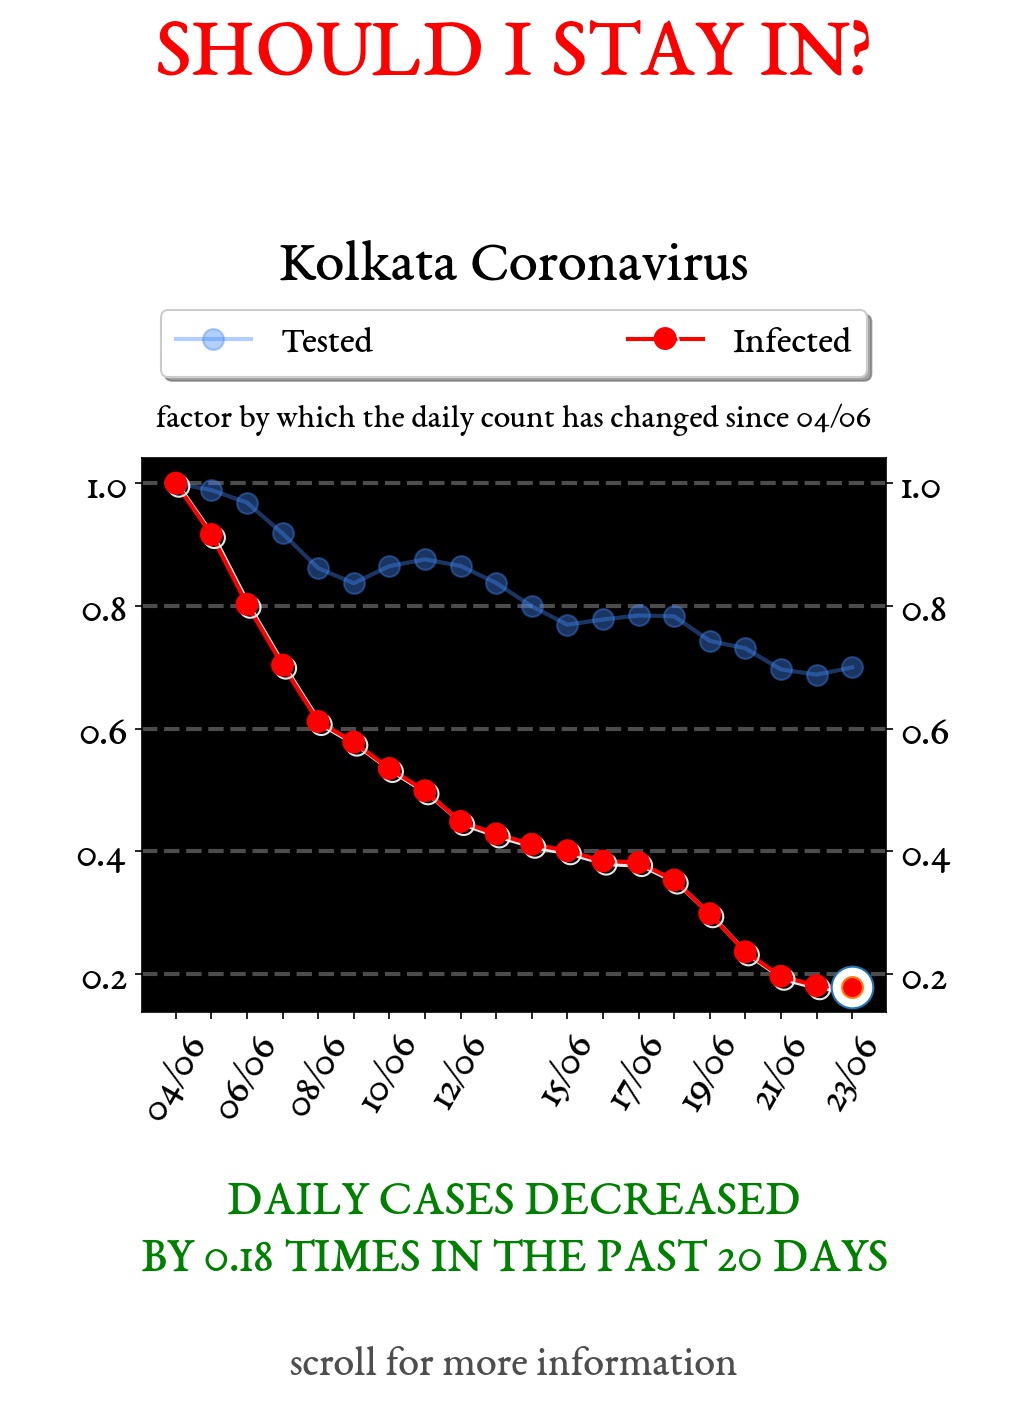 SHOULD I STAY IN?
Kolkata Coronavirus
Tested Infected
factor by which the daily count has changed since 04/06
1.0 1.0
0.8 0.8
0.6 0.6
0.4 0.4
0.2 0.2
04/06 06/06 08/06 10/06 12/06 15/06 17/06 19/06 21/06 23/06
DAILY CASES DECREASED
BY 0.18 TIMES IN THE PAST 20 DAYS
scroll for more information